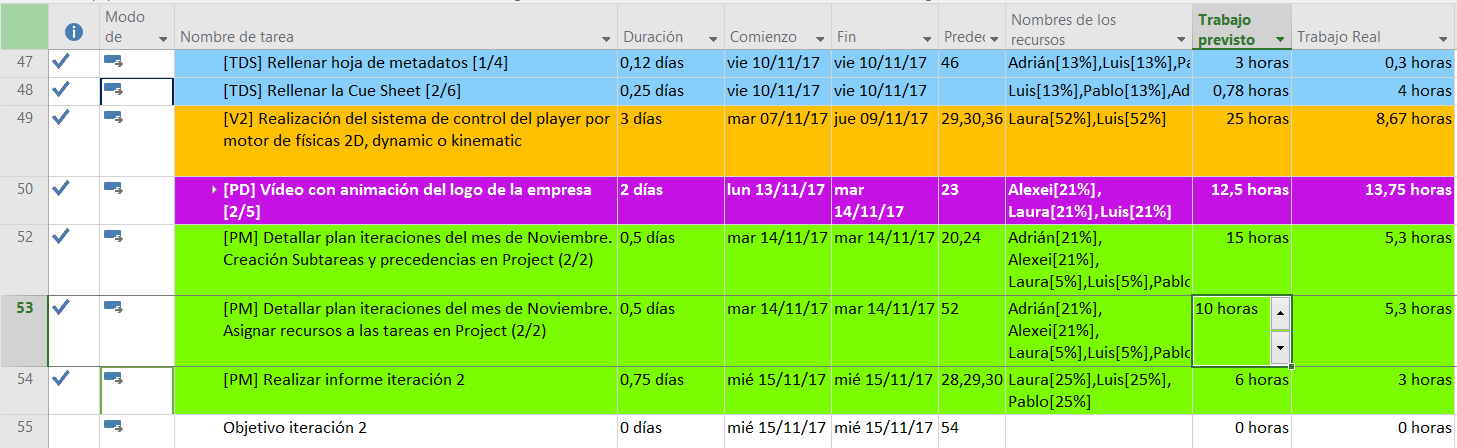 Modo de
Nombre de tarea
Duración
Comienzo
Fin
Predec
Nombres de los recursos
Trabajo previsto
Trabajo Real
47 [TDS] Rellenar hoja de metadatos [1/4] 0,12 días vie 10/11/17 vie 10/11/17 46 Adrián[13%],Luis[13%],Pa 3 horas 0,3 horas
48 [TDS] Rellenar la Cue Sheet [2/6] 0,25 días vie 10/11/17 vie 10/11/17 Luis[13%],Pablo[13%],Ad 0,78 horas 4 horas
49 [V2] Realización del sistema de control del player por 3 días mar 07/11/17 jue 09/11/17 29,30,36 Laura[52%],Luis[52%] 25 horas 8,67 horas
motor de físicas 2D, dynamic o kinematic
50 [PD] Vídeo con animación del logo de la empresa 2 días lun 13/11/17 mar 23 Alexei[21%], 12,5 horas 13,75 horas
[2/5] 14/11/17 Laura[21%],Luis[21%]
52 [PM] Detallar plan iteraciones del mes de Noviembre. 0,5 días mar 14/11/17 mar 14/11/17 20,24 Adrián[21%], 15 horas 5,3 horas
Creación Subtareas y precedencias en Project (2/2) Alexei[21%],
Laura[5%],Luis[5%],Pablo
53 [PM] Detallar plan iteraciones del mes de Noviembre. 0,5 días mar 14/11/17 mar 14/11/17 52 Adrián[21%], 10 horas 5,3 horas
Asignar recursos a las tareas en Project (2/2) Alexei[21%],
Laura[5%],Luis[5%],Pablo
54 [PM] Realizar informe iteración 2 0,75 días mié 15/11/17 mié 15/11/17 28,29,30 Laura[25%],Luis[25%], 6 horas 3 horas
Pablo[25%]
55 Objetivo iteración 2 0 días mié 15/11/17 mié 15/11/17 54 0 horas 0 horas